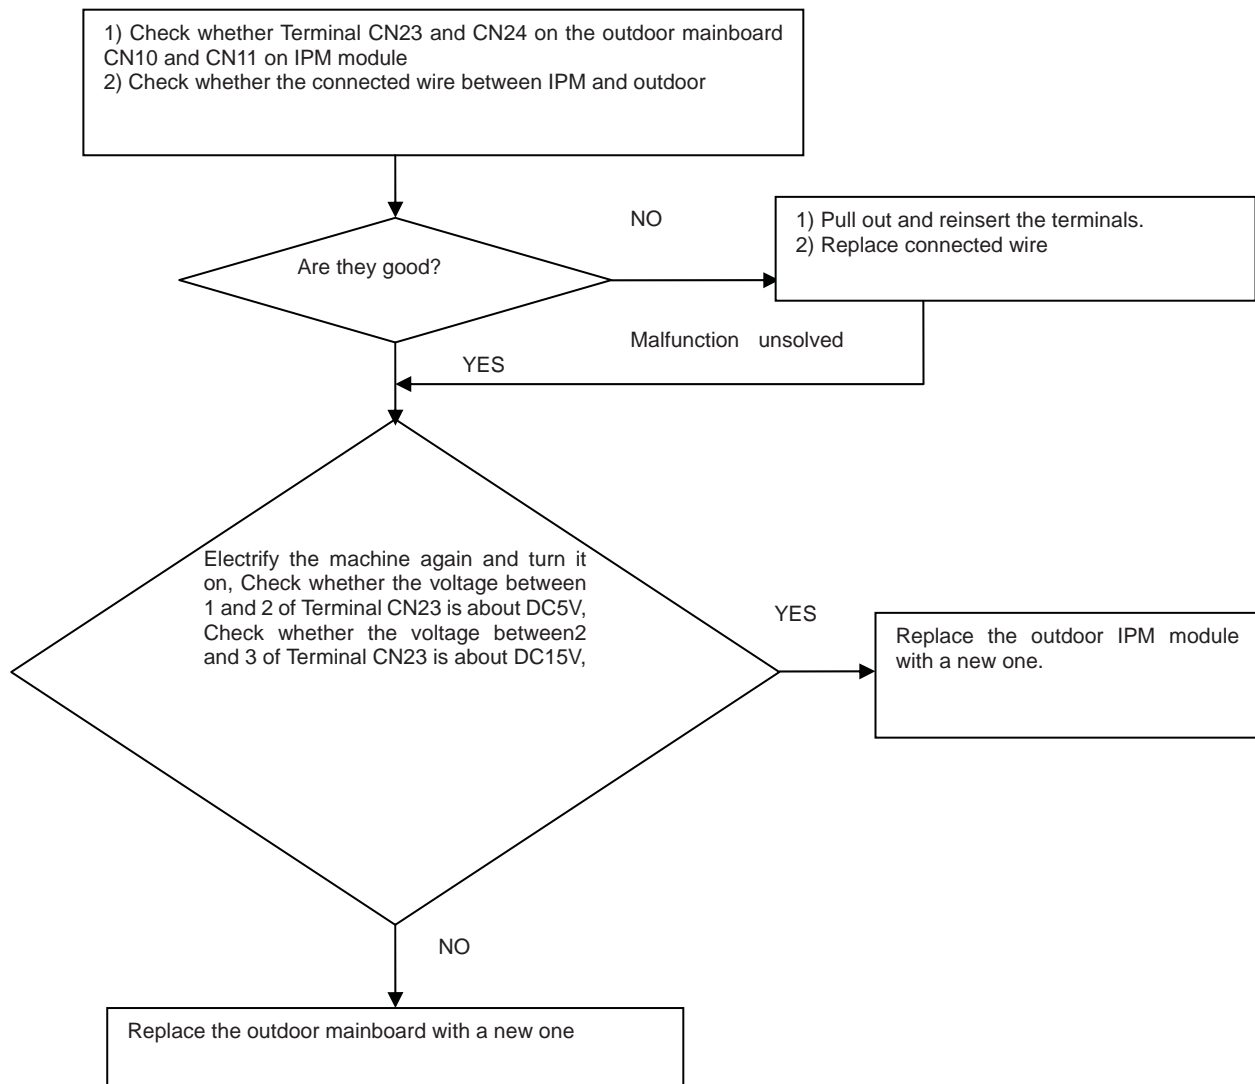 1) Check whether Terminal CN23 and CN24 on the outdoor mainboard
CN10 and CN11 on IPM module
2) Check whether the connected wire between IPM and outdoor
NO
1) Pull out and reinsert the terminals.
2) Replace connected wire
Are they good?
Malfunction unsolved
YES
Electrify the machine again and turn it
on, Check whether the voltage between
1 and 2 of Terminal CN23 is about DC5V,
Check whether the voltage between2
and 3 of Terminal CN23 is about DC15V,
YES
Replace the outdoor IPM module
with a new one.
NO
Replace the outdoor mainboard with a new one